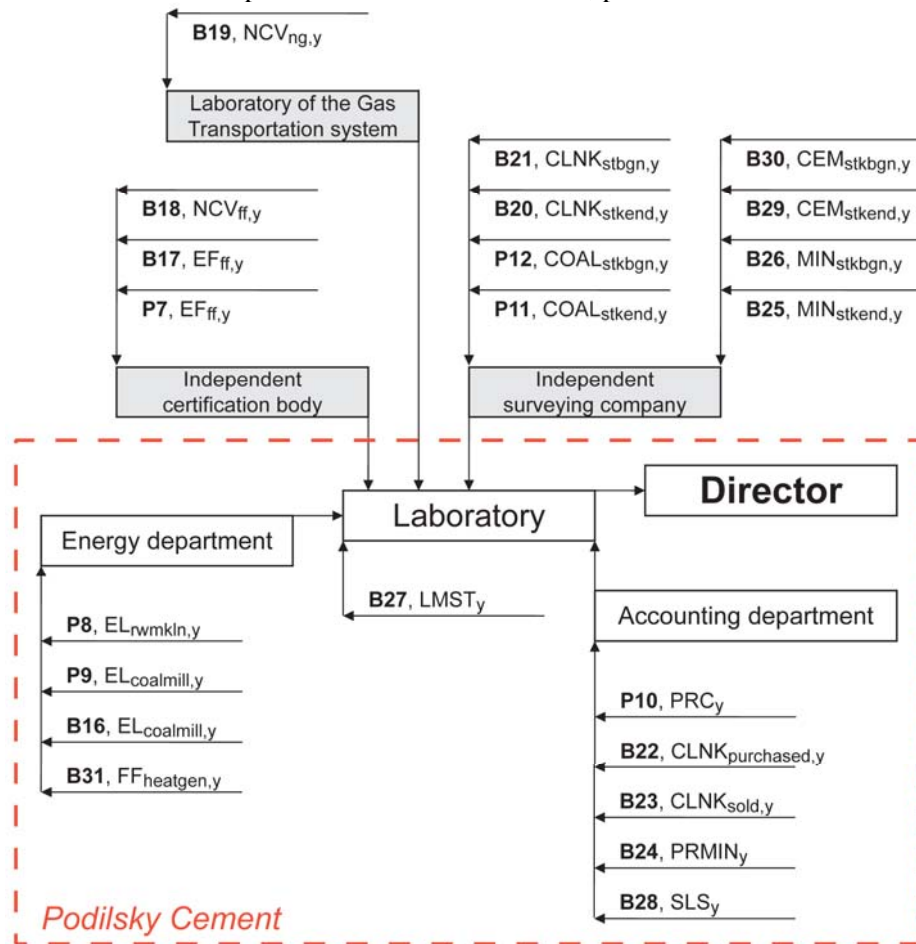 B19, NCVng,y
Laboratory of the Gas
Transportation system
B18, NCVff,y
B17, EFff,y
P7, EFff,y
B21, CLNKstbgn,y
B20, CLNKstkend,y
P12, COALstkbgn,y
P11, COALstkend,y
B30, CEMstkbgn,y
B29, CEMstkend,y
B26, MINstkbgn,y
B25, MINstkend,y
Independent
certification body
Independent
surveying company
Director
Laboratory
Energy department
B27, LMSTy
Accounting department
P8, ELrwmkln,y
P9, ELcoalmill,y
B16, ELcoalmill,y
B31, FFheatgen,y
P10, PRCy
B22, CLNKpurchased,y
B23, CLNKsold,y
B24, PRMINy
B28, SLSy
Podilsky Cement